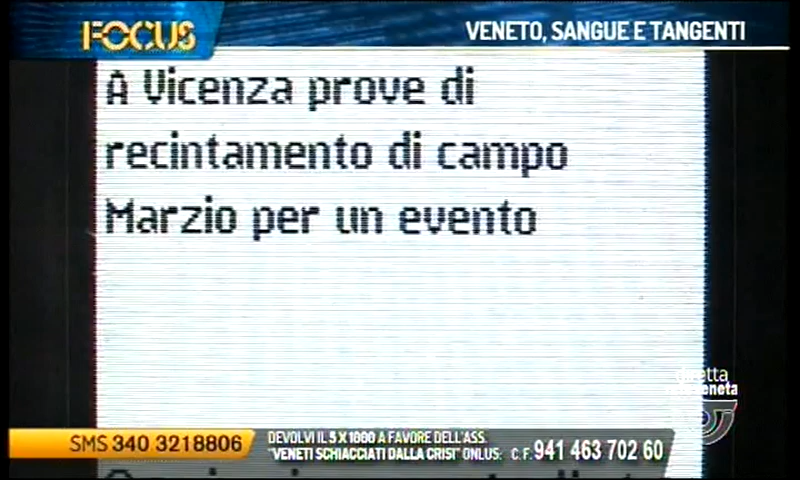 FOCUS
VENETO, SANGUE E TANGENTI
A Vicenza prove di
recintamento di campo
Marzio per un evento
diretta
SMS 340 3218806
DEVOLVI IL 5 X 1000 A FAVORE DELL'ASS.
"VENETI SCHIACCIATI DALLA CRISI" ONLUS: C.F. 941 463 702 60